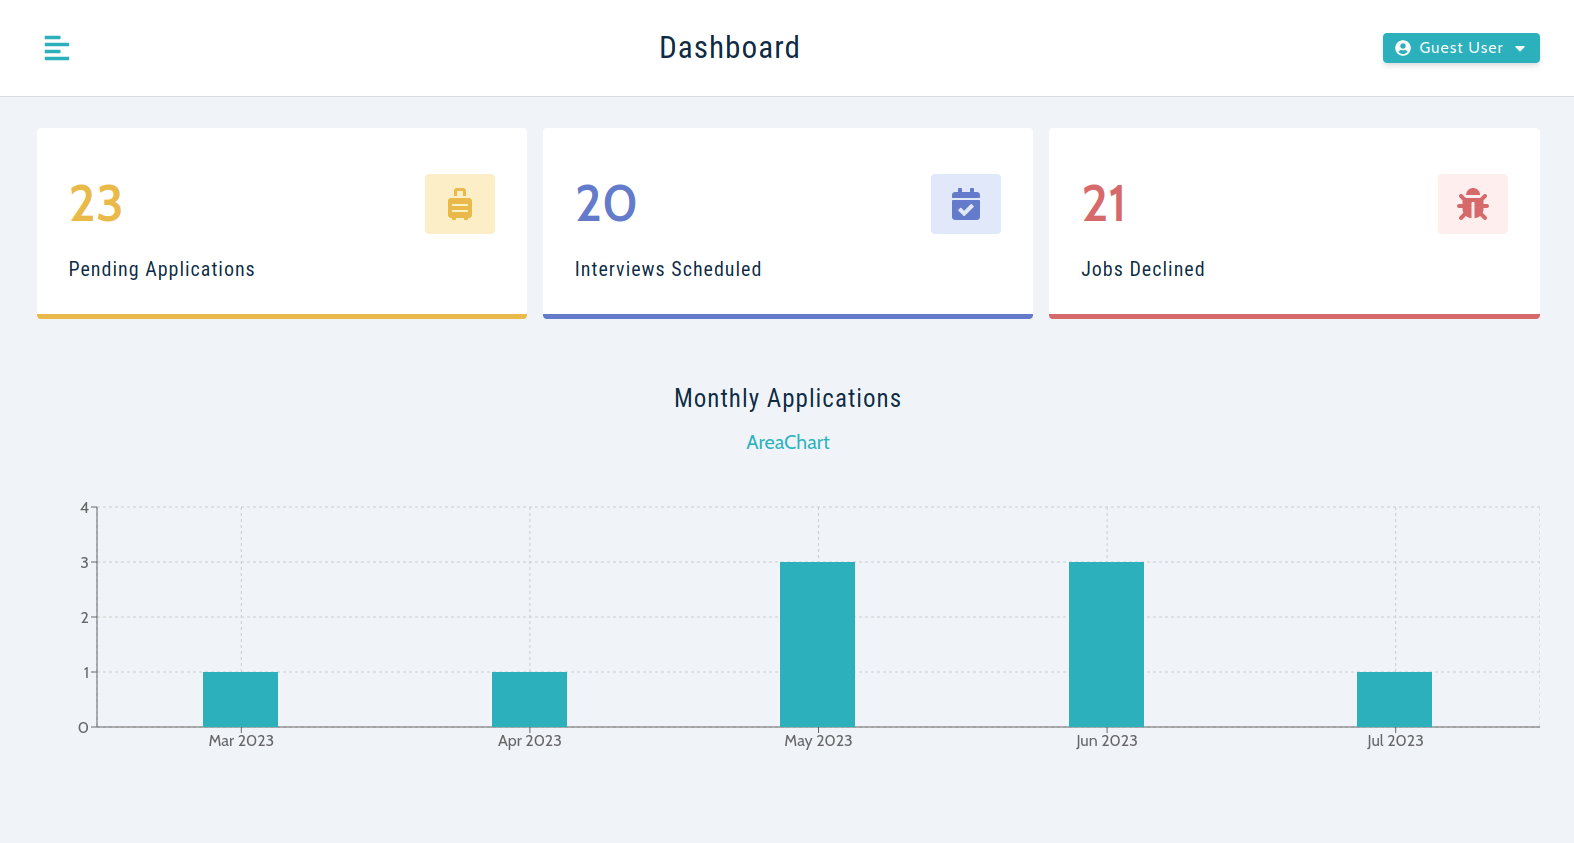 Dashboard
Guest User
23
Pending Applications
20
Interviews Scheduled
21
Jobs Declined
Monthly Applications
AreaChart
4
3
2
1
0
Mar 2023
Apr 2023
May 2023
Jun 2023
Jul 2023